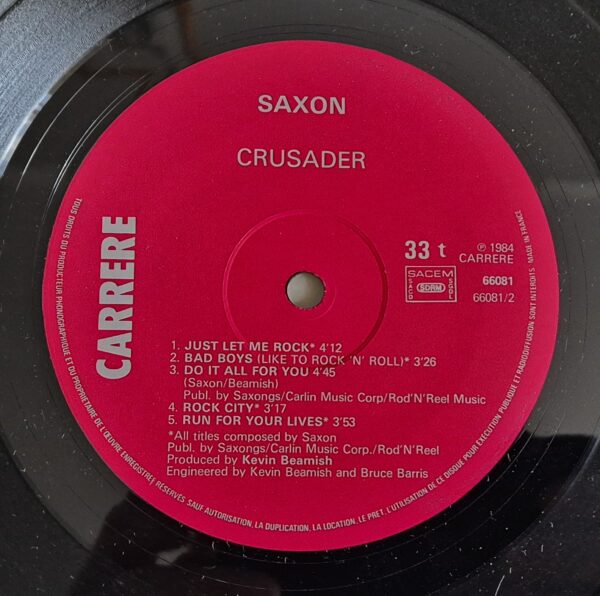 SAXON
CRUSADER
CARRERE
33 t
℗ 1984
CARRERE
SACEM
SDRM
SACD
SGDL
66081
66081/2
1. JUST LET ME ROCK* 4'12
2. BAD BOYS (LIKE TO ROCK 'N' ROLL)* 3'26
3. DO IT ALL FOR YOU 4'45
(Saxon/Beamish)
Publ. by Saxongs/Carlin Music Corp/Rod'N'Reel Music
4. ROCK CITY* 3'17
5. RUN FOR YOUR LIVES* 3'53
*All titles composed by Saxon
Publ. by Saxongs/Carlin Music Corp./Rod'N'Reel
Produced by Kevin Beamish
Engineered by Kevin Beamish and Bruce Barris
TOUS DROITS DU PRODUCTEUR PHONOGRAPHIQUE ET DU PROPRIETAIRE DE L'ŒUVRE ENREGISTREE RESERVES. SAUF AUTORISATION, LA DUPLICATION, LA LOCATION, LE PRET, L'UTILISATION DE CE DISQUE POUR EXECUTION PUBLIQUE ET RADIODIFFUSION SONT INTERDITS. MADE IN FRANCE